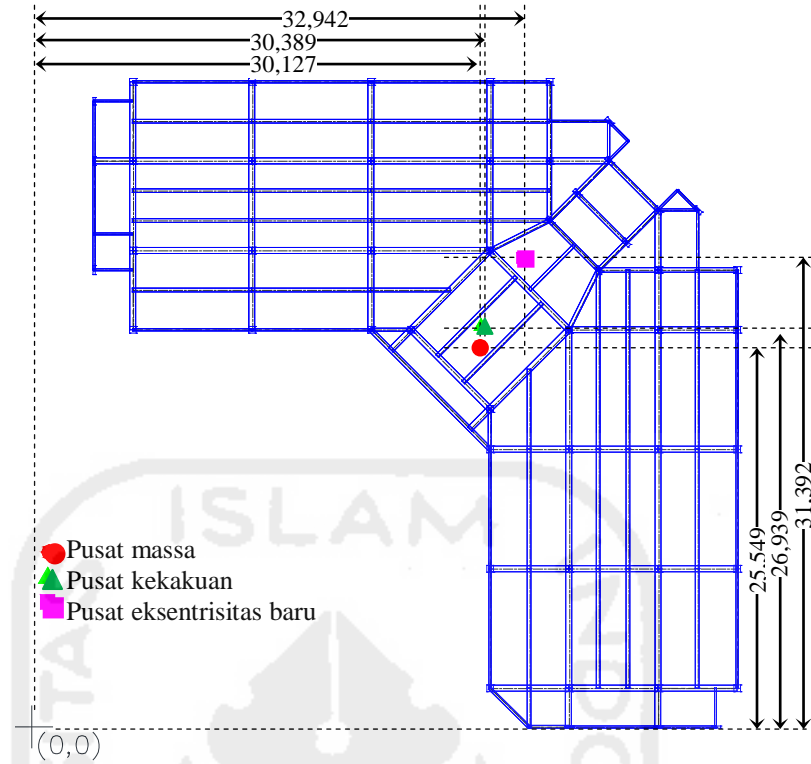 32,942
30,389
30,127
25.549
26,939
31,392
ISLAM
Pusat massa
Pusat kekakuan
Pusat eksentrisitas baru
(0,0)